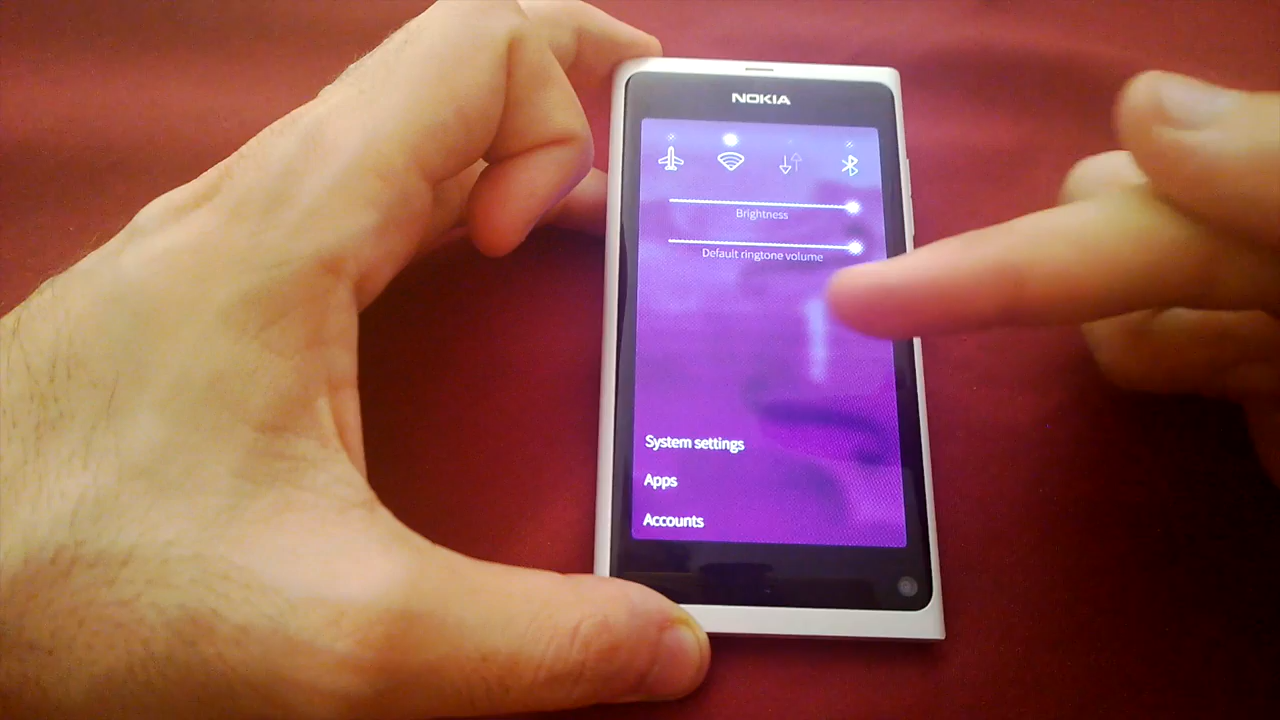 NOKIA
Brightness
Default ringtone volume
System settings
Apps
Accounts